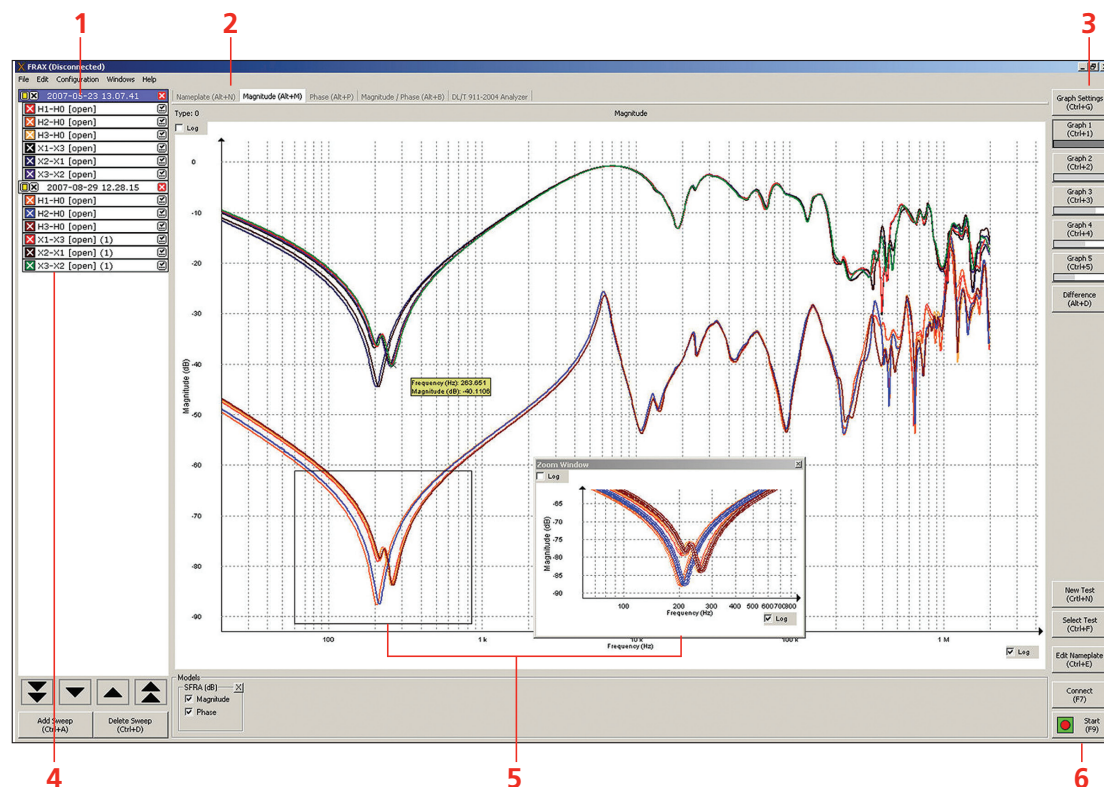 1
2
3
FRAX (Disconnected)
File Edit Configuration Windows Help
2007-05-23 13.07.41
H1-H0 [open]
H2-H0 [open]
H3-H0 [open]
X1-X3 [open]
X2-X1 [open]
X3-X2 [open]
2007-08-29 12.28.15
H1-H0 [open]
H2-H0 [open]
H3-H0 [open]
X1-X3 [open] (1)
X2-X1 [open] (1)
X3-X2 [open] (1)
Nameplate (Alt+N) Magnitude (Alt+M) Phase (Alt+P) Magnitude / Phase (Alt+B) DL/T 911-2004 Analyzer
Type: 0
Magnitude
Log
0
-10
-20
-30
-40
-50
-60
-70
-80
-90
Magnitude (dB)
Frequency (Hz): 263.651
Magnitude (dB): -40.1106
Zoom Window
Log
-65
-70
-75
-80
-85
-90
Magnitude (dB)
100 200 300 400 500 600 700 800
Frequency (Hz)
Log
100 1 k 10 k 100 k 1 M
Frequency (Hz)
Log
Graph Settings
(Ctrl+G)
Graph 1
(Ctrl+1)
Graph 2
(Ctrl+2)
Graph 3
(Ctrl+3)
Graph 4
(Ctrl+4)
Graph 5
(Ctrl+5)
Difference
(Alt+D)
New Test
(Crtl+N)
Select Test
(Ctrl+F)
Edit Nameplate
(Ctrl+E)
Connect
(F7)
Start
(F9)
Models
SFRA (dB)
Magnitude
Phase
Add Sweep
(Ctrl+A)
Delete Sweep
(Ctrl+D)
4
5
6